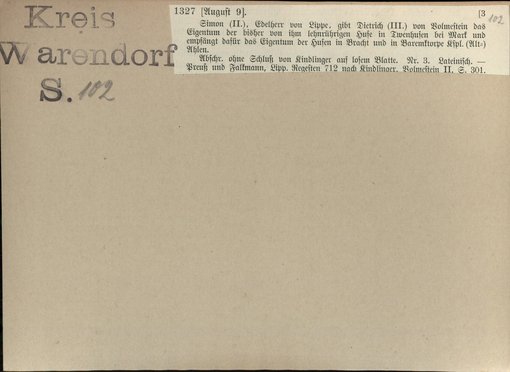 Kreis
Warendorf
S. 102
1327 [August 9]. [3
102
Simon (II.), Edelherr von Lippe, gibt Dietrich (III.) von Volmestein das
Eigentum der bisher von ihm lehnrührigen Hufe in Twenhusen bei Mark und
empfängt dafür das Eigentum der Hufen in Bracht und in Baremktorpe Kspl. (Alt-)
Ahlen.
Abschr. ohne Schluß von Kindlinger auf losem Blatte. Nr. 3. Lateinisch. —
Preuß und Falkmann, Lipp. Regesten 712 nach Kindlinger, Volmestein II, S. 301.